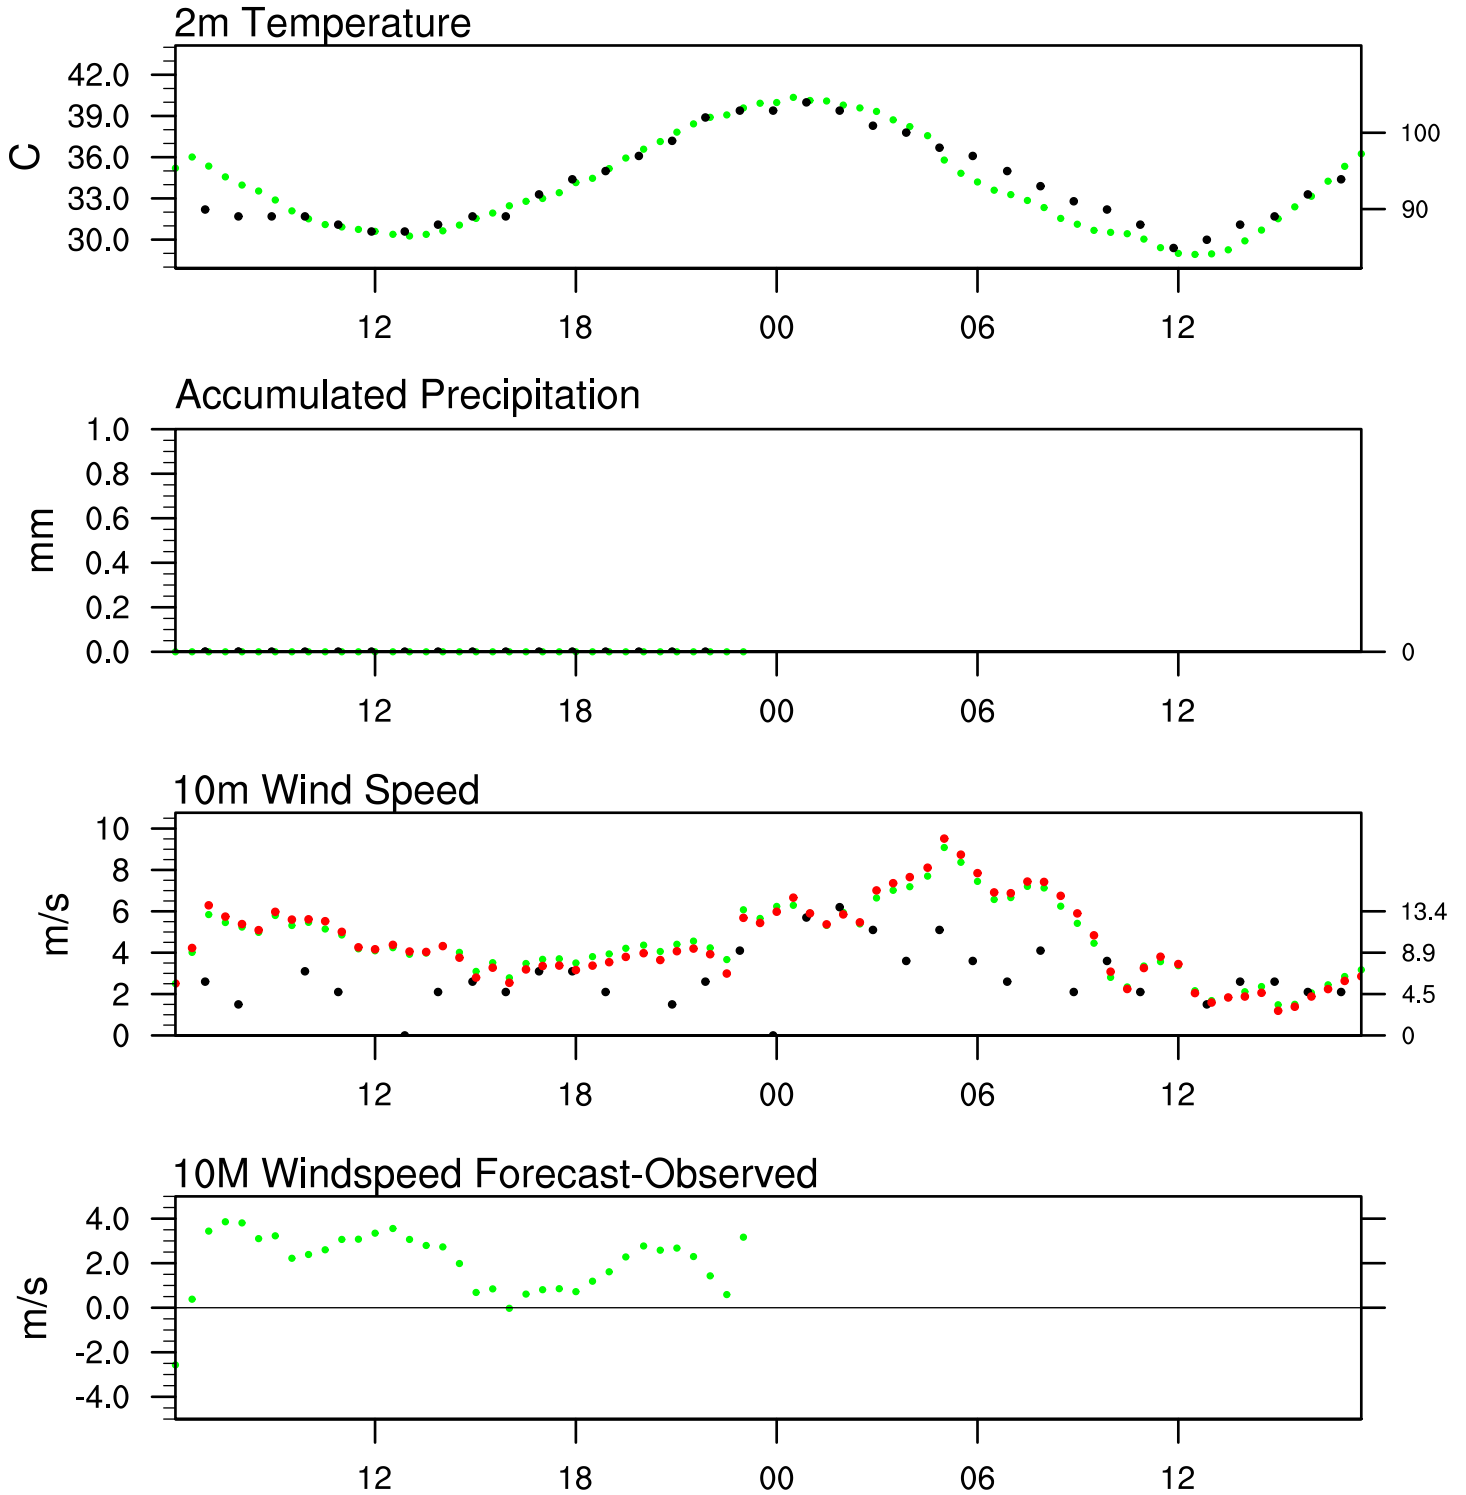 2m Temperature
42.0
39.0
36.0
33.0
30.0
C
100
90
12 18 00 06 12
Accumulated Precipitation
1.0
0.8
0.6
0.4
0.2
0.0
mm
0
12 18 00 06 12
10m Wind Speed
10
8
6
4
2
0
m/s
13.4
8.9
4.5
0
12 18 00 06 12
10M Windspeed Forecast-Observed
4.0
2.0
0.0
-2.0
-4.0
m/s
12 18 00 06 12